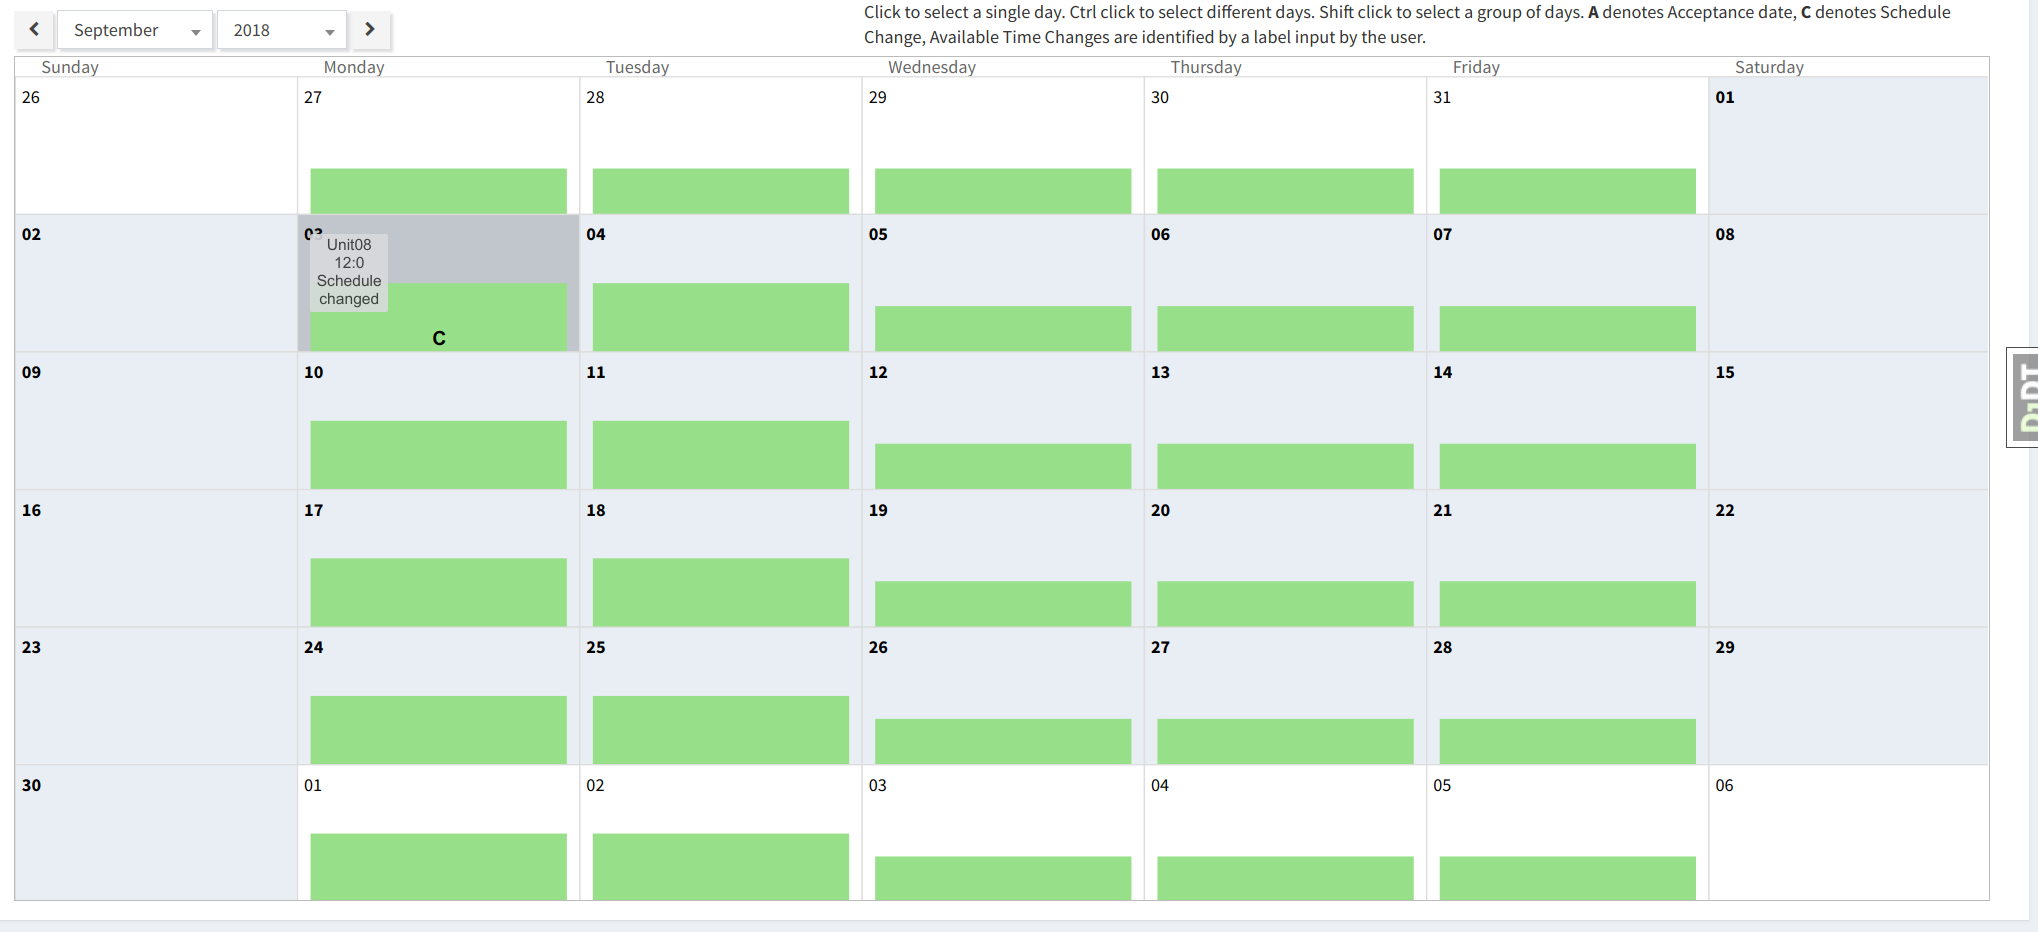 September 2018
Click to select a single day. Ctrl click to select different days. Shift click to select a group of days. A denotes Acceptance date, C denotes Schedule
Change, Available Time Changes are identified by a label input by the user.
Sunday Monday Tuesday Wednesday Thursday Friday Saturday
26 27 28 29 30 31 01
02 03 04 05 06 07 08
Unit08
12:0
Schedule
changed
C
09 10 11 12 13 14 15
16 17 18 19 20 21 22
23 24 25 26 27 28 29
30 01 02 03 04 05 06